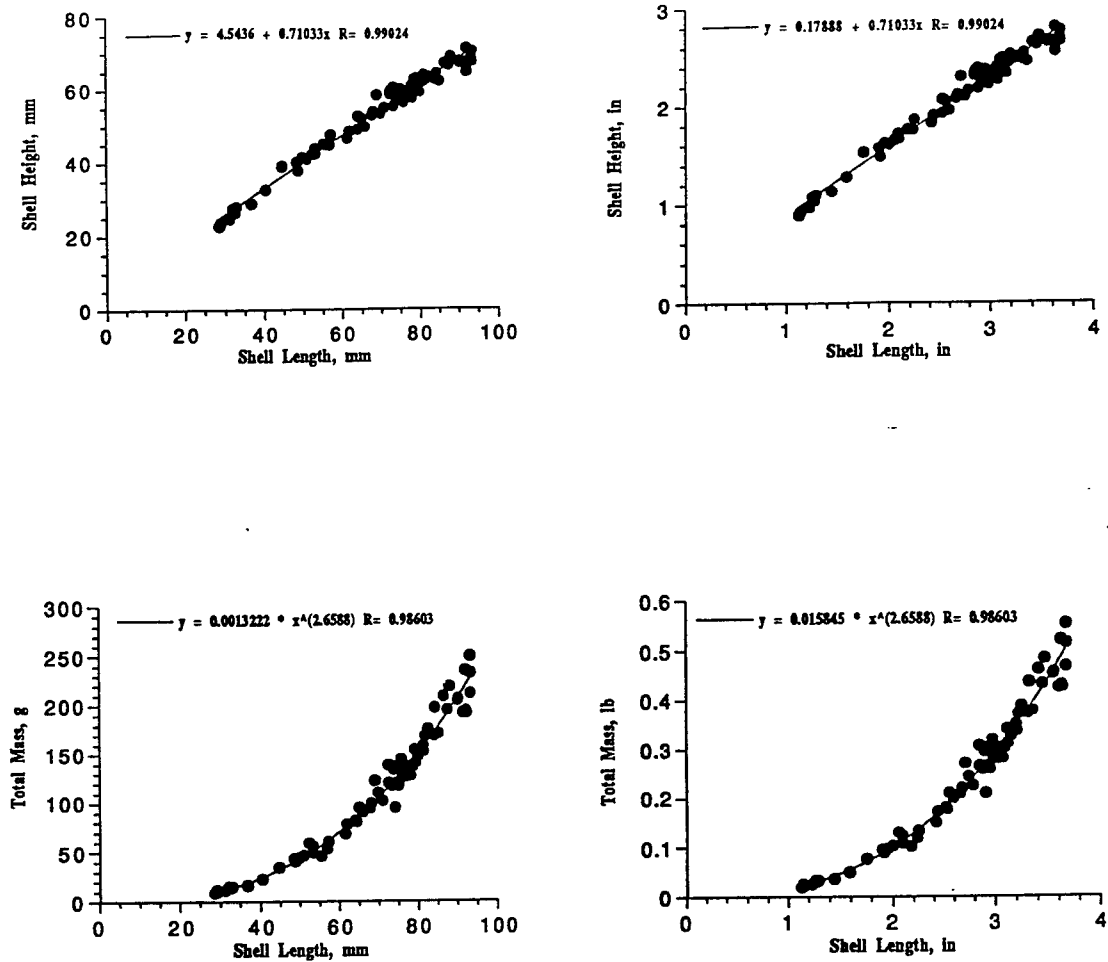 80
60
40
20
0
Shell Height, mm
y = 4.5436 + 0.71033x R= 0.99024
0 20 40 60 80 100
Shell Length, mm
3
2
1
0
Shell Height, in
y = 0.17888 + 0.71033x R= 0.99024
0 1 2 3 4
Shell Length, in
300
250
200
150
100
50
0
Total Mass, g
y = 0.0013222 * x^(2.6588) R= 0.98603
0 20 40 60 80 100
Shell Length, mm
0.6
0.5
0.4
0.3
0.2
0.1
0
Total Mass, lb
y = 0.015845 * x^(2.6588) R= 0.98603
0 1 2 3 4
Shell Length, in